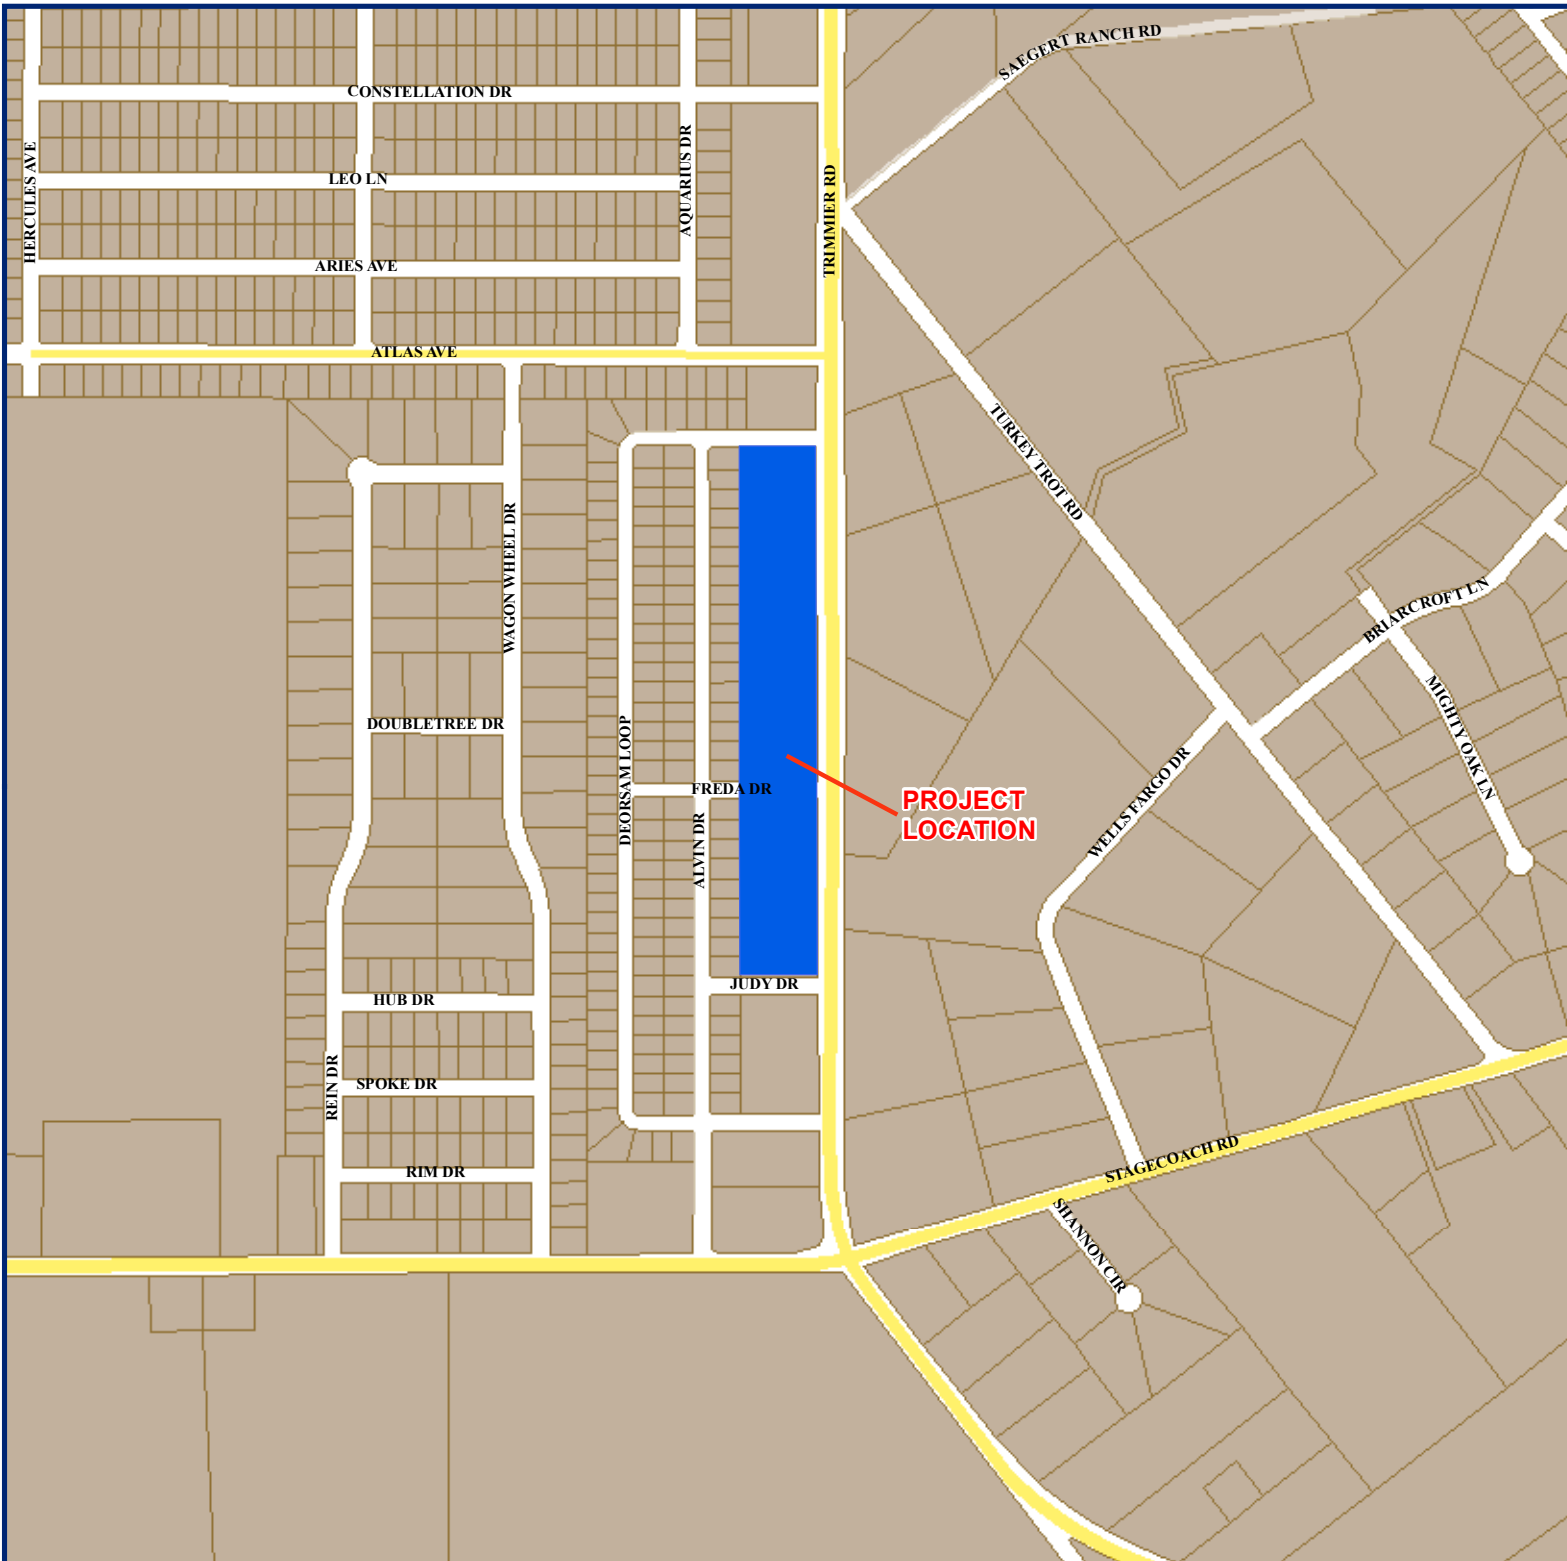 SAEGERT RANCH RD
CONSTELLATION DR
HERCULES AVE
LEO LN
AQUARIUS DR
TRIMMIER RD
ARIES AVE
ATLAS AVE
TURKEY TROT RD
WAGON WHEEL DR
BRIARCROFT LN
MIGHTY OAK LN
DOUBLETREE DR
DEORSAM LOOP
WELLS FARGO DR
FREDA DR
PROJECT
LOCATION
ALVIN DR
JUDY DR
HUB DR
REIN DR
SPOKE DR
RIM DR
STAGECOACH RD
SHANNON CIR